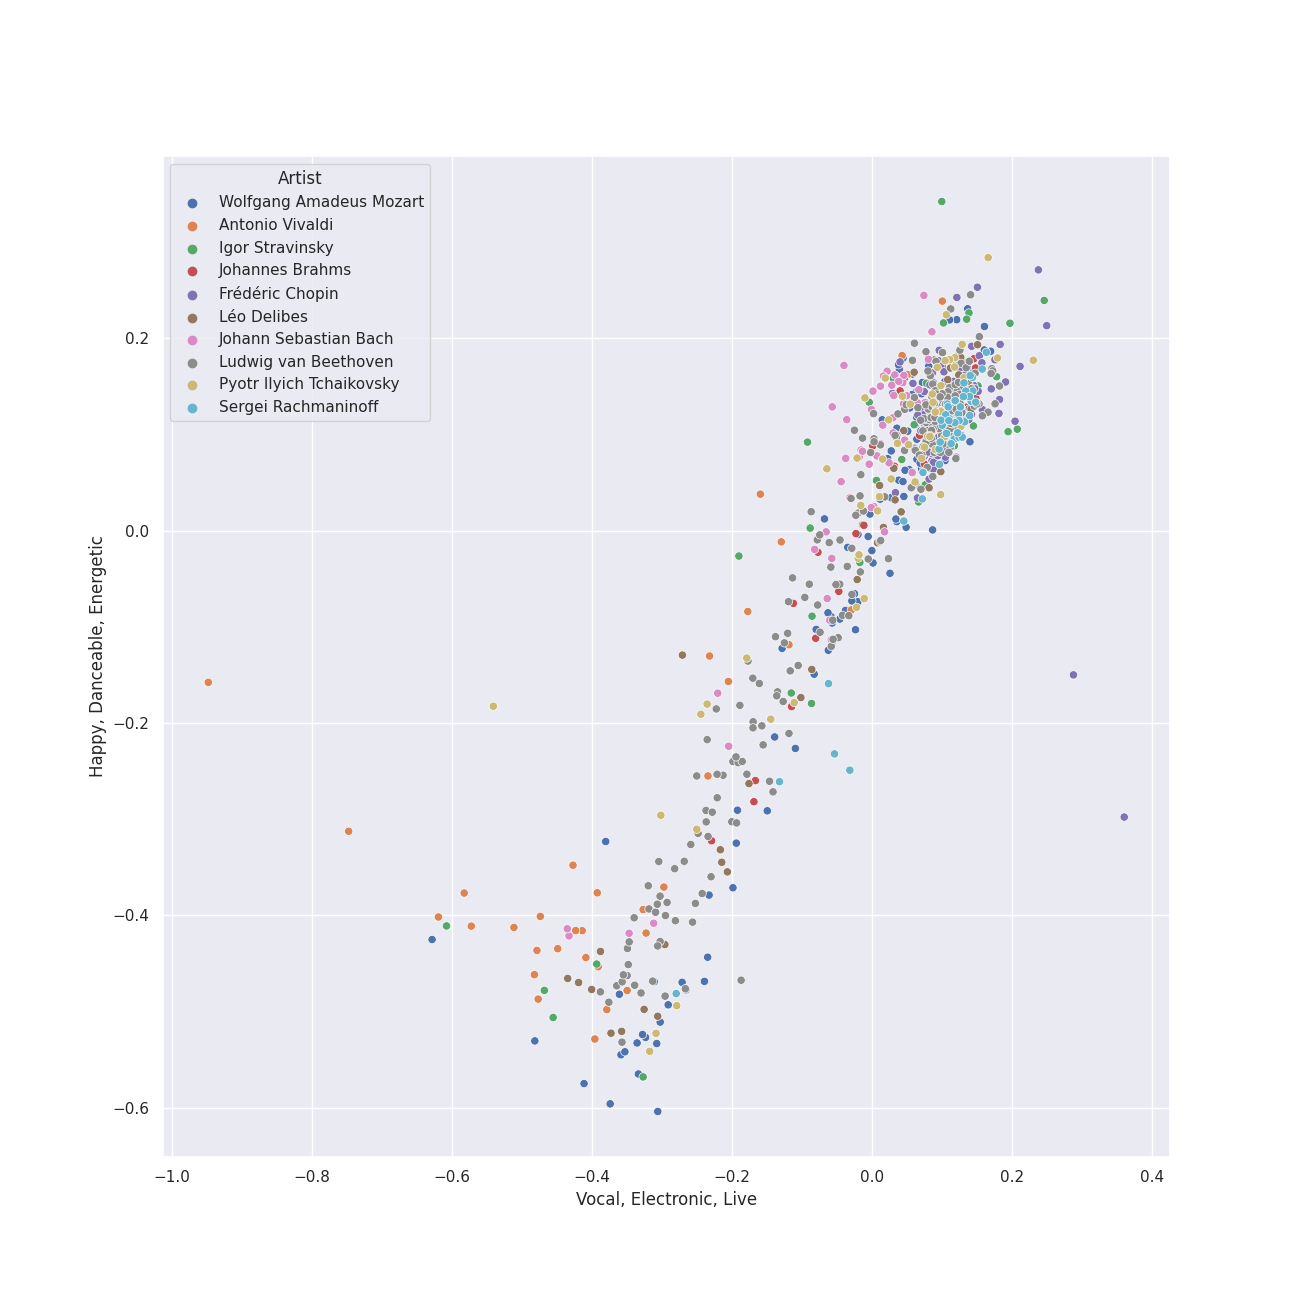 Artist
Wolfgang Amadeus Mozart
Antonio Vivaldi
Igor Stravinsky
Johannes Brahms
Frédéric Chopin
Léo Delibes
Johann Sebastian Bach
Ludwig van Beethoven
Pyotr Ilyich Tchaikovsky
Sergei Rachmaninoff
Happy, Danceable, Energetic
0.2
0.0
−0.2
−0.4
−0.6
−1.0 −0.8 −0.6 −0.4 −0.2 0.0 0.2 0.4
Vocal, Electronic, Live